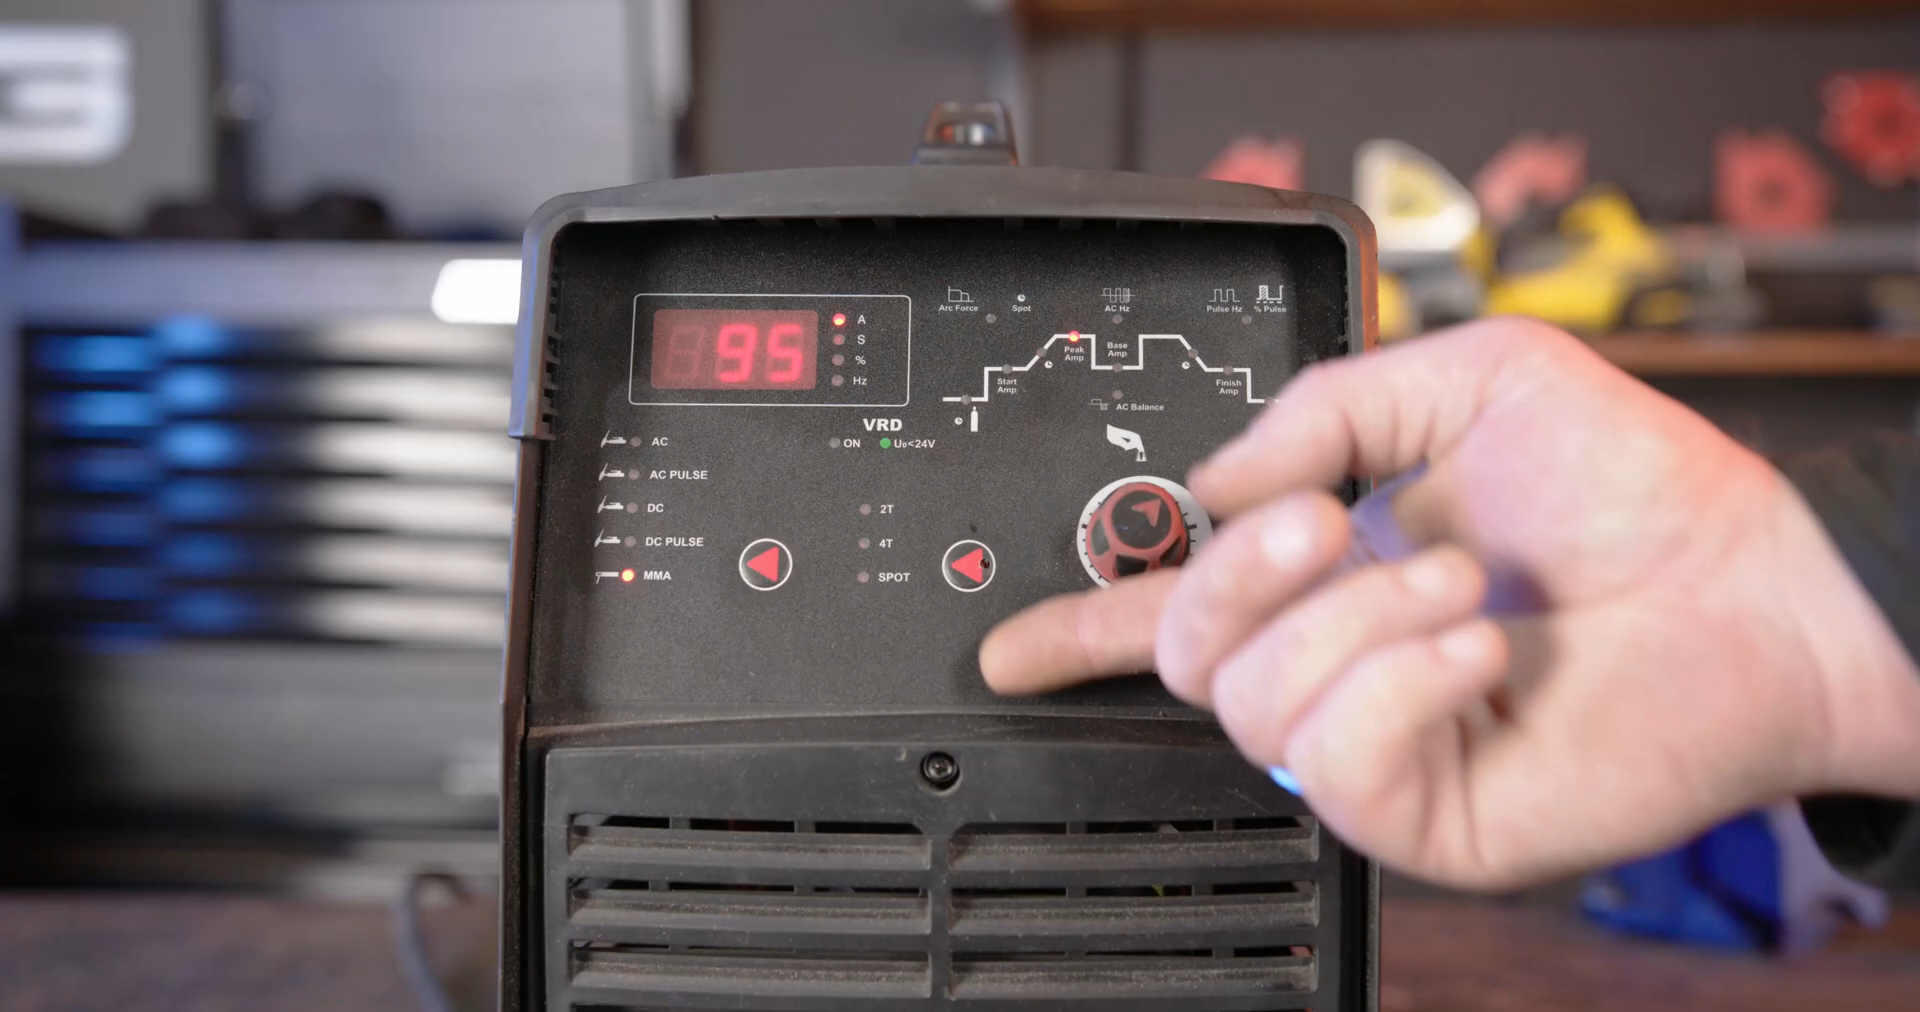 Arc Force
Spot
AC Hz
Pulse Hz
% Pulse
95
A
S
%
Hz
Peak
Amp
Base
Amp
Start
Amp
Finish
Amp
AC Balance
VRD
ON
U₀<24V
AC
AC PULSE
DC
DC PULSE
MMA
2T
4T
SPOT